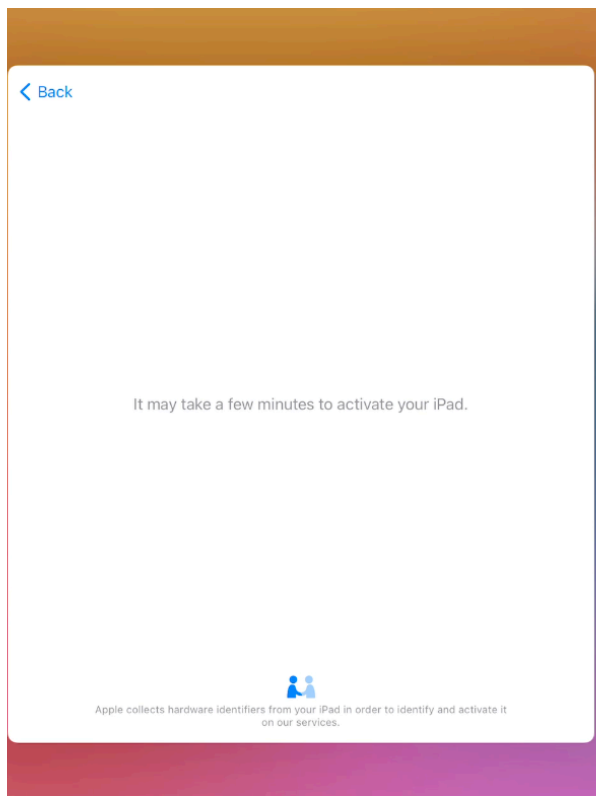 Back
It may take a few minutes to activate your iPad.
Apple collects hardware identifiers from your iPad in order to identify and activate it
on our services.